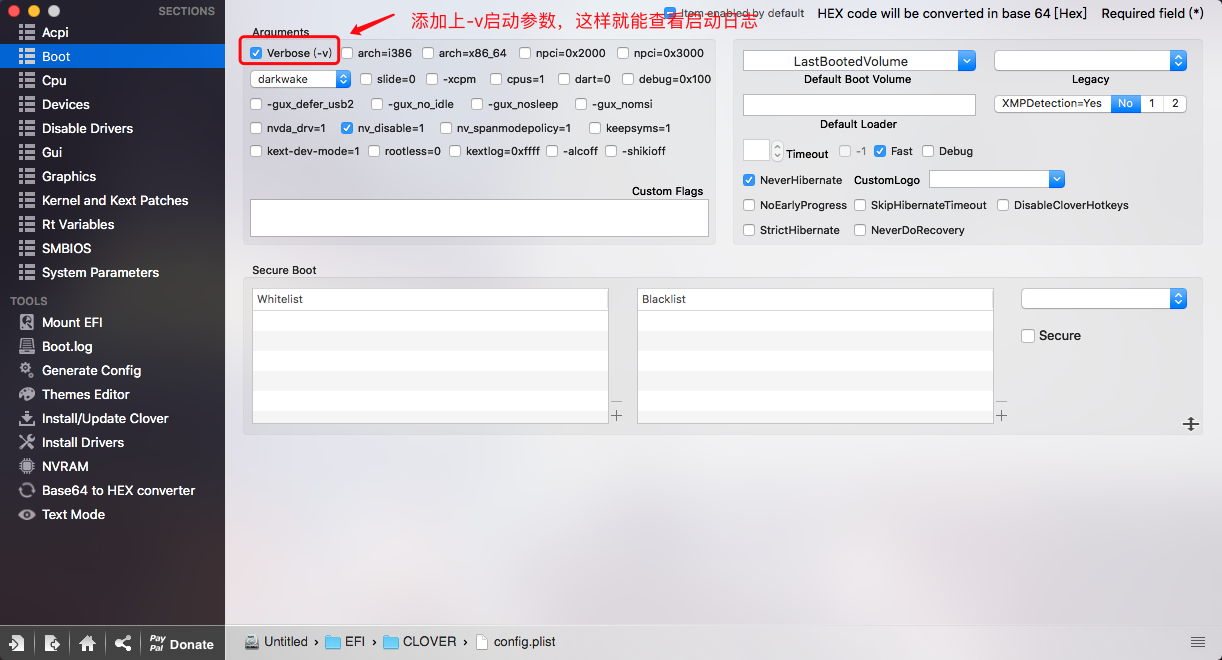 SECTIONS
Acpi
Boot
Cpu
Devices
Disable Drivers
Gui
Graphics
Kernel and Kext Patches
Rt Variables
SMBIOS
System Parameters
TOOLS
Mount EFI
Boot.log
Generate Config
Themes Editor
Install/Update Clover
Install Drivers
NVRAM
Base64 to HEX converter
Text Mode
Pay Pal Donate
添加上-v启动参数，这样就能查看启动日志
Item enabled by default HEX code will be converted in base 64 [Hex] Required field (*)
Arguments
Verbose (-v) arch=i386 arch=x86_64 npci=0x2000 npci=0x3000
darkwake slide=0 -xcpm cpus=1 dart=0 debug=0x100
-gux_defer_usb2 -gux_no_idle -gux_nosleep -gux_nomsi
nvda_drv=1 nv_disable=1 nv_spanmodepolicy=1 keepsyms=1
kext-dev-mode=1 rootless=0 kextlog=0xffff -alcoff -shikioff
Custom Flags
LastBootedVolume
Default Boot Volume Legacy
XMPDetection=Yes No 1 2
Default Loader
Timeout -1 Fast Debug
NeverHibernate CustomLogo
NoEarlyProgress SkipHibernateTimeout DisableCloverHotkeys
StrictHibernate NeverDoRecovery
Secure Boot
Whitelist Blacklist
Secure
Untitled › EFI › CLOVER › config.plist